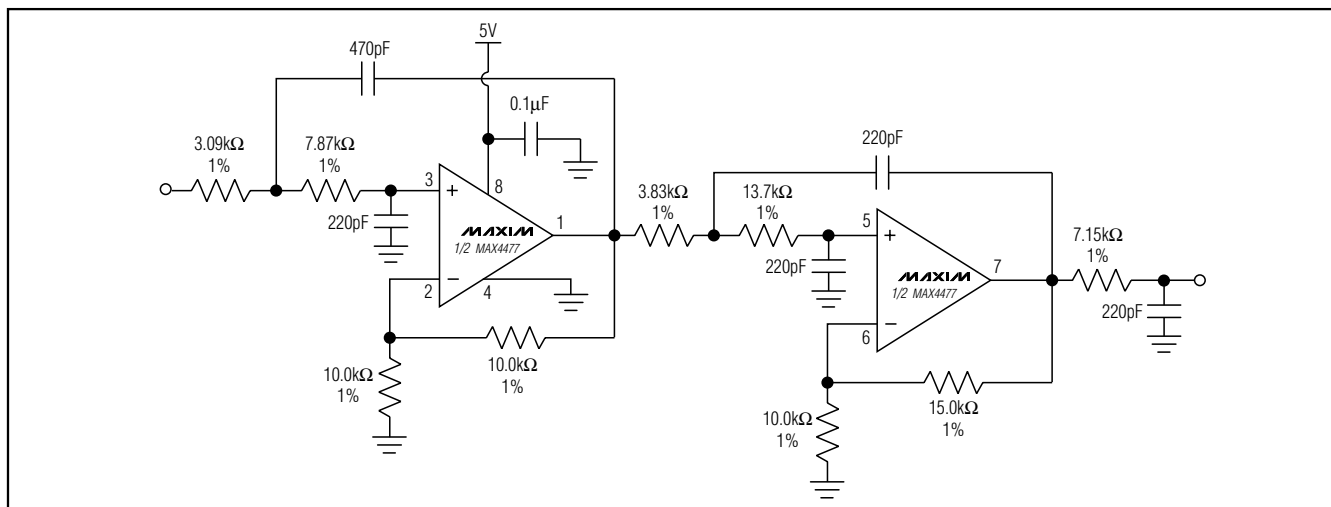 5V
470pF
0.1μF
3.09kΩ
1%
7.87kΩ
1%
3
+
8
220pF
MAXIM
1/2 MAX4477
1
2
−
4
10.0kΩ
1%
10.0kΩ
1%
220pF
3.83kΩ
1%
13.7kΩ
1%
5
+
220pF
MAXIM
1/2 MAX4477
7
6
−
7.15kΩ
1%
220pF
15.0kΩ
1%
10.0kΩ
1%